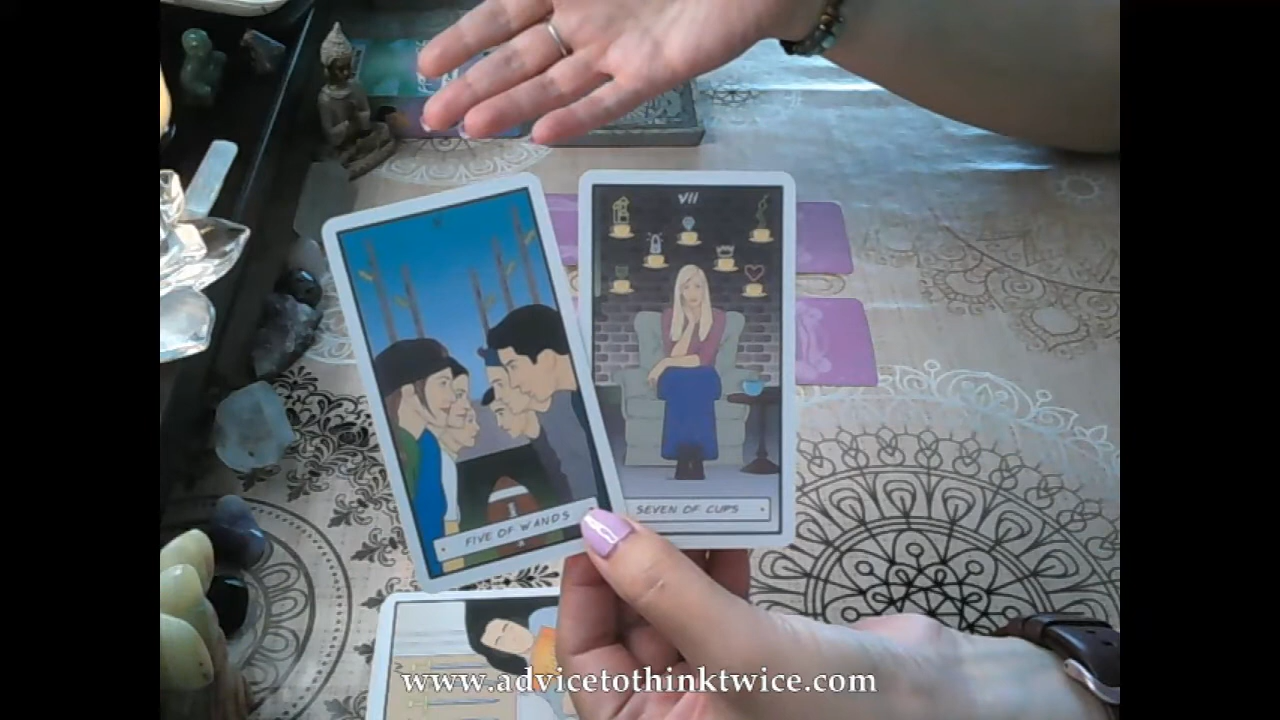 VII
FIVE OF WANDS
SEVEN OF CUPS
www.advicetothinktwice.com